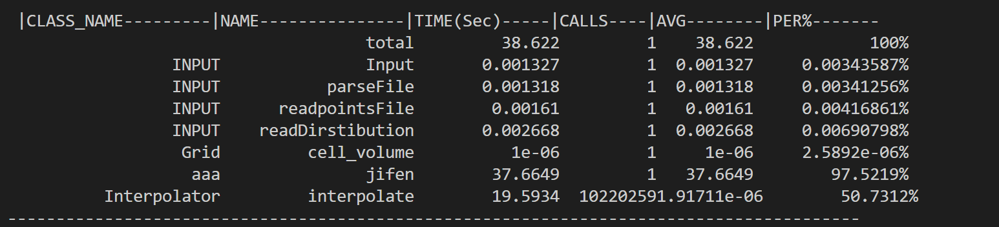 |CLASS_NAME---------|NAME---------------|TIME(Sec)-----|CALLS----|AVG--------|PER%-------
total 38.622 1 38.622 100%
INPUT Input 0.001327 1 0.001327 0.00343587%
INPUT parseFile 0.001318 1 0.001318 0.00341256%
INPUT readpointsFile 0.00161 1 0.00161 0.00416861%
INPUT readDirstibution 0.002668 1 0.002668 0.00690798%
Grid cell_volume 1e-06 1 1e-06 2.5892e-06%
aaa jifen 37.6649 1 37.6649 97.5219%
Interpolator interpolate 19.5934 102202591.91711e-06 50.7312%
----------------------------------------------------------------------------------------